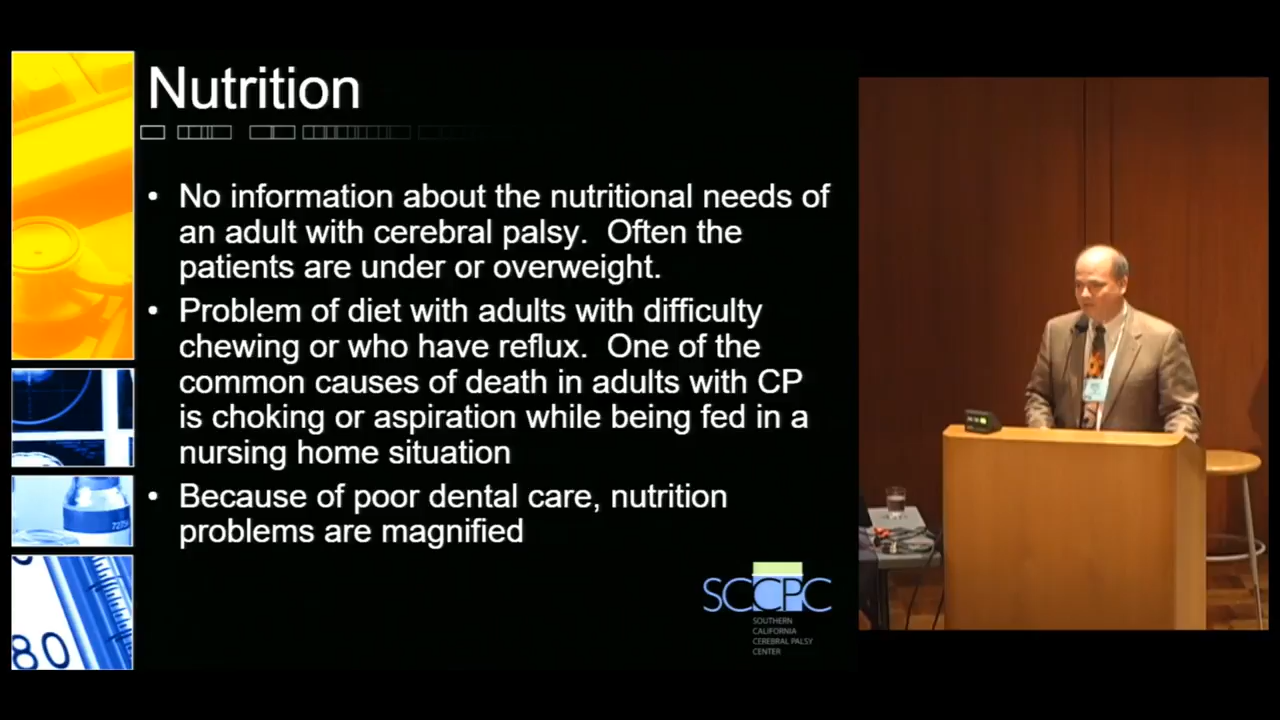 Nutrition
• No information about the nutritional needs of
an adult with cerebral palsy.  Often the
patients are under or overweight.
• Problem of diet with adults with difficulty
chewing or who have reflux.  One of the
common causes of death in adults with CP
is choking or aspiration while being fed in a
nursing home situation
• Because of poor dental care, nutrition
problems are magnified
80
SCCPC
SOUTHERN
CALIFORNIA
CEREBRAL PALSY
CENTER